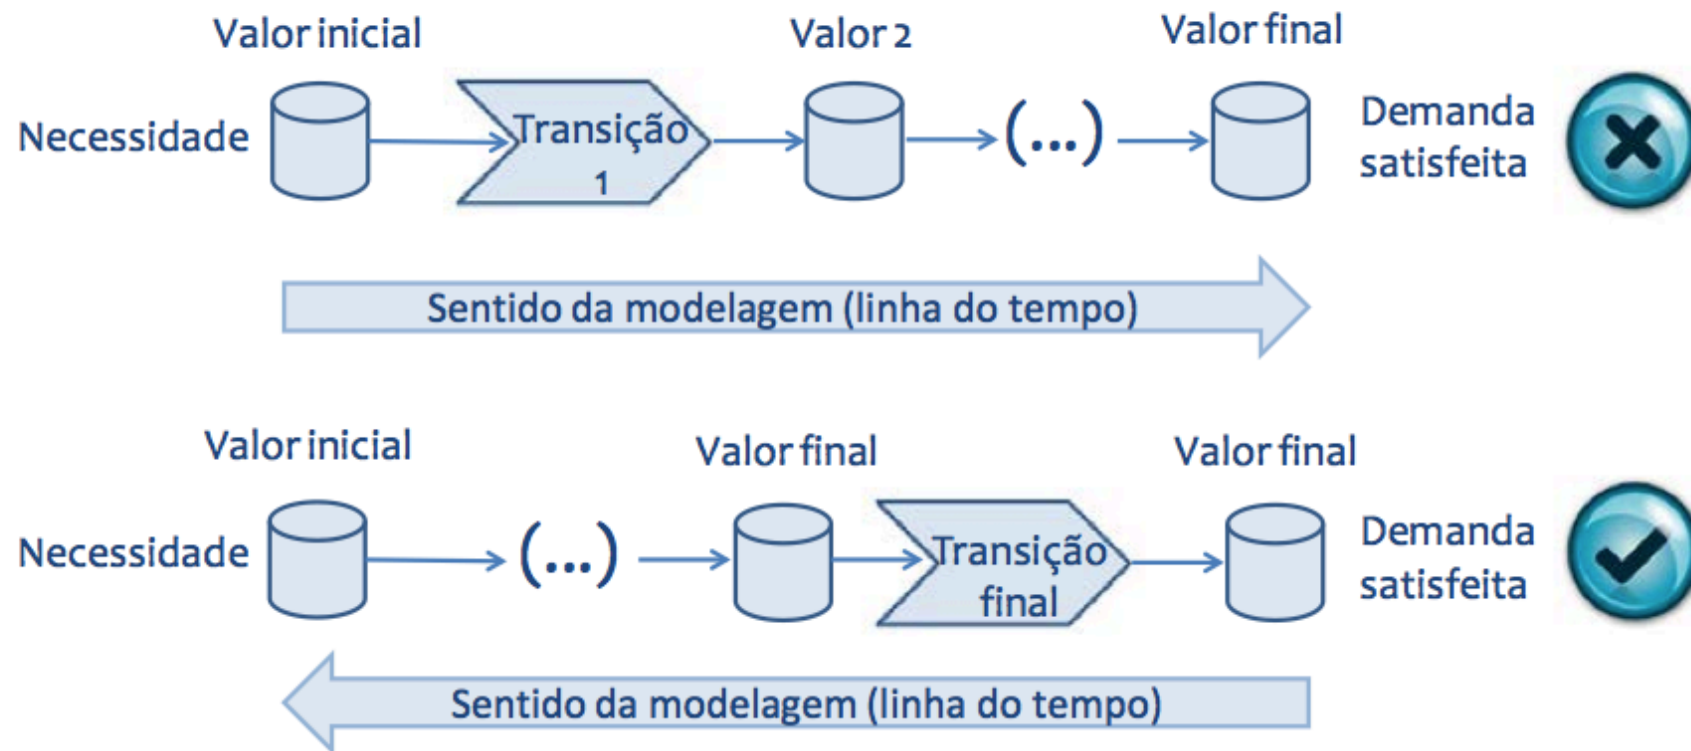 Valor inicial
Valor 2
Valor final
Necessidade
Transição
1
(...)
Demanda
satisfeita
Sentido da modelagem (linha do tempo)
Valor inicial
Valor final
Valor final
Necessidade
(...)
Transição
final
Demanda
satisfeita
Sentido da modelagem (linha do tempo)